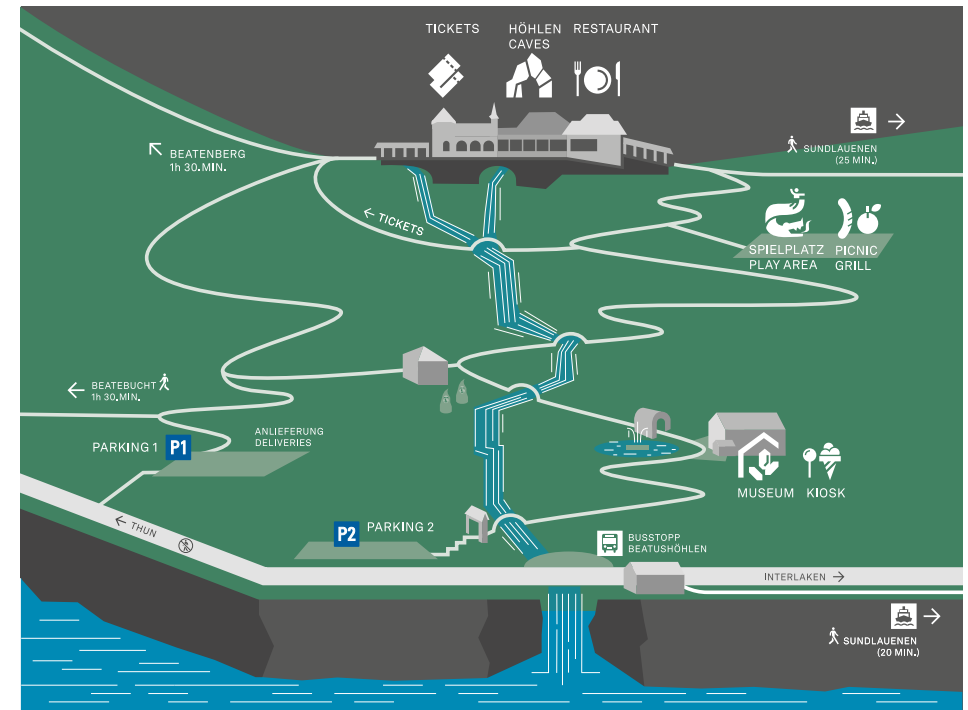 TICKETS
HÖHLEN
CAVES
RESTAURANT
SUNDLAUENEN
(25 MIN.)
BEATENBERG
1h 30.MIN.
← TICKETS
SPIELPLATZ
PLAY AREA
PICNIC
GRILL
BEATEBUCHT
1h 30.MIN.
ANLIEFERUNG
DELIVERIES
PARKING 1 P1
MUSEUM
KIOSK
← THUN
P2 PARKING 2
BUSSTOPP
BEATUSHÖHLEN
INTERLAKEN →
SUNDLAUENEN
(20 MIN.)